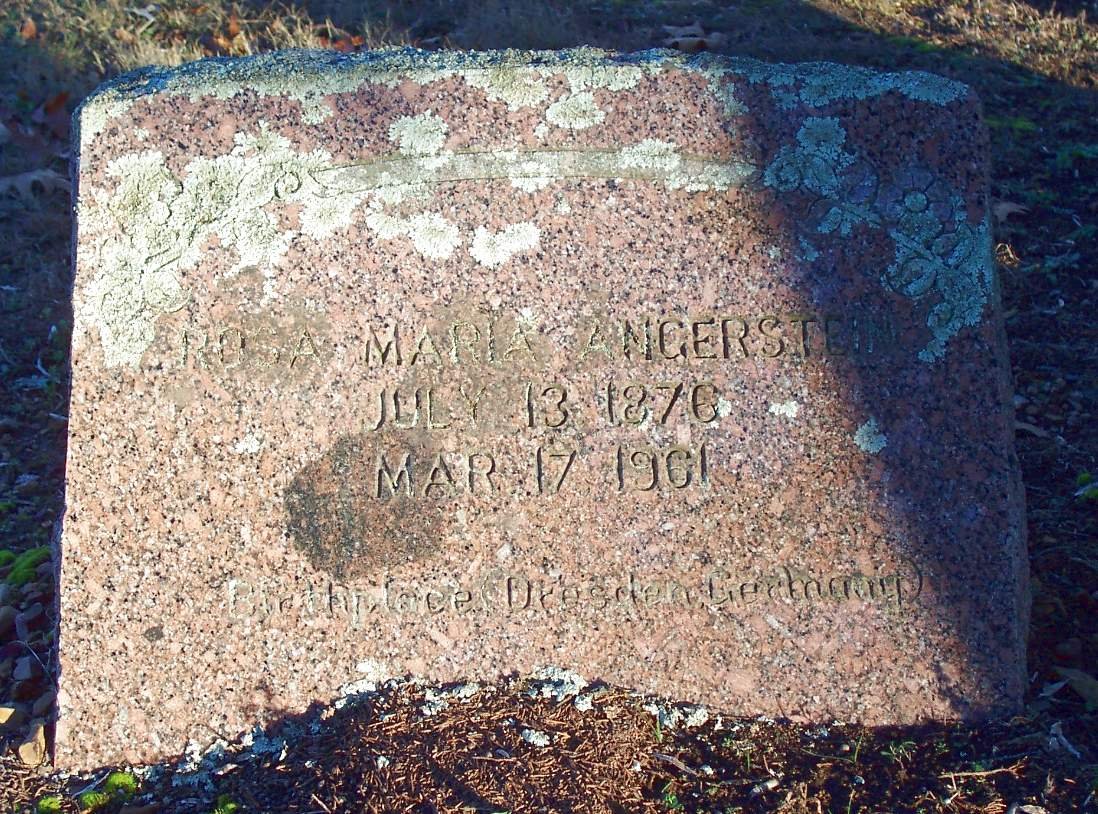 ROSA MARIA ANGERSTEIN
JULY 13 1876
MAR 17 1961
Birthplace (Dresden, Germany)